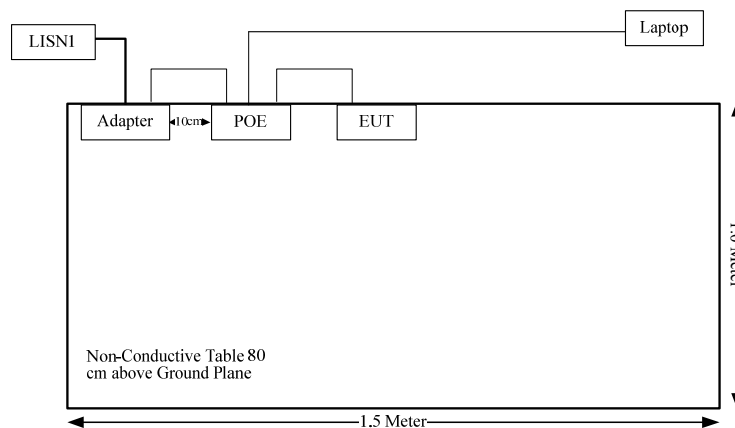 LISN1
Laptop
Adapter
10cm
POE
EUT
Non-Conductive Table 80
cm above Ground Plane
1.5 Meter